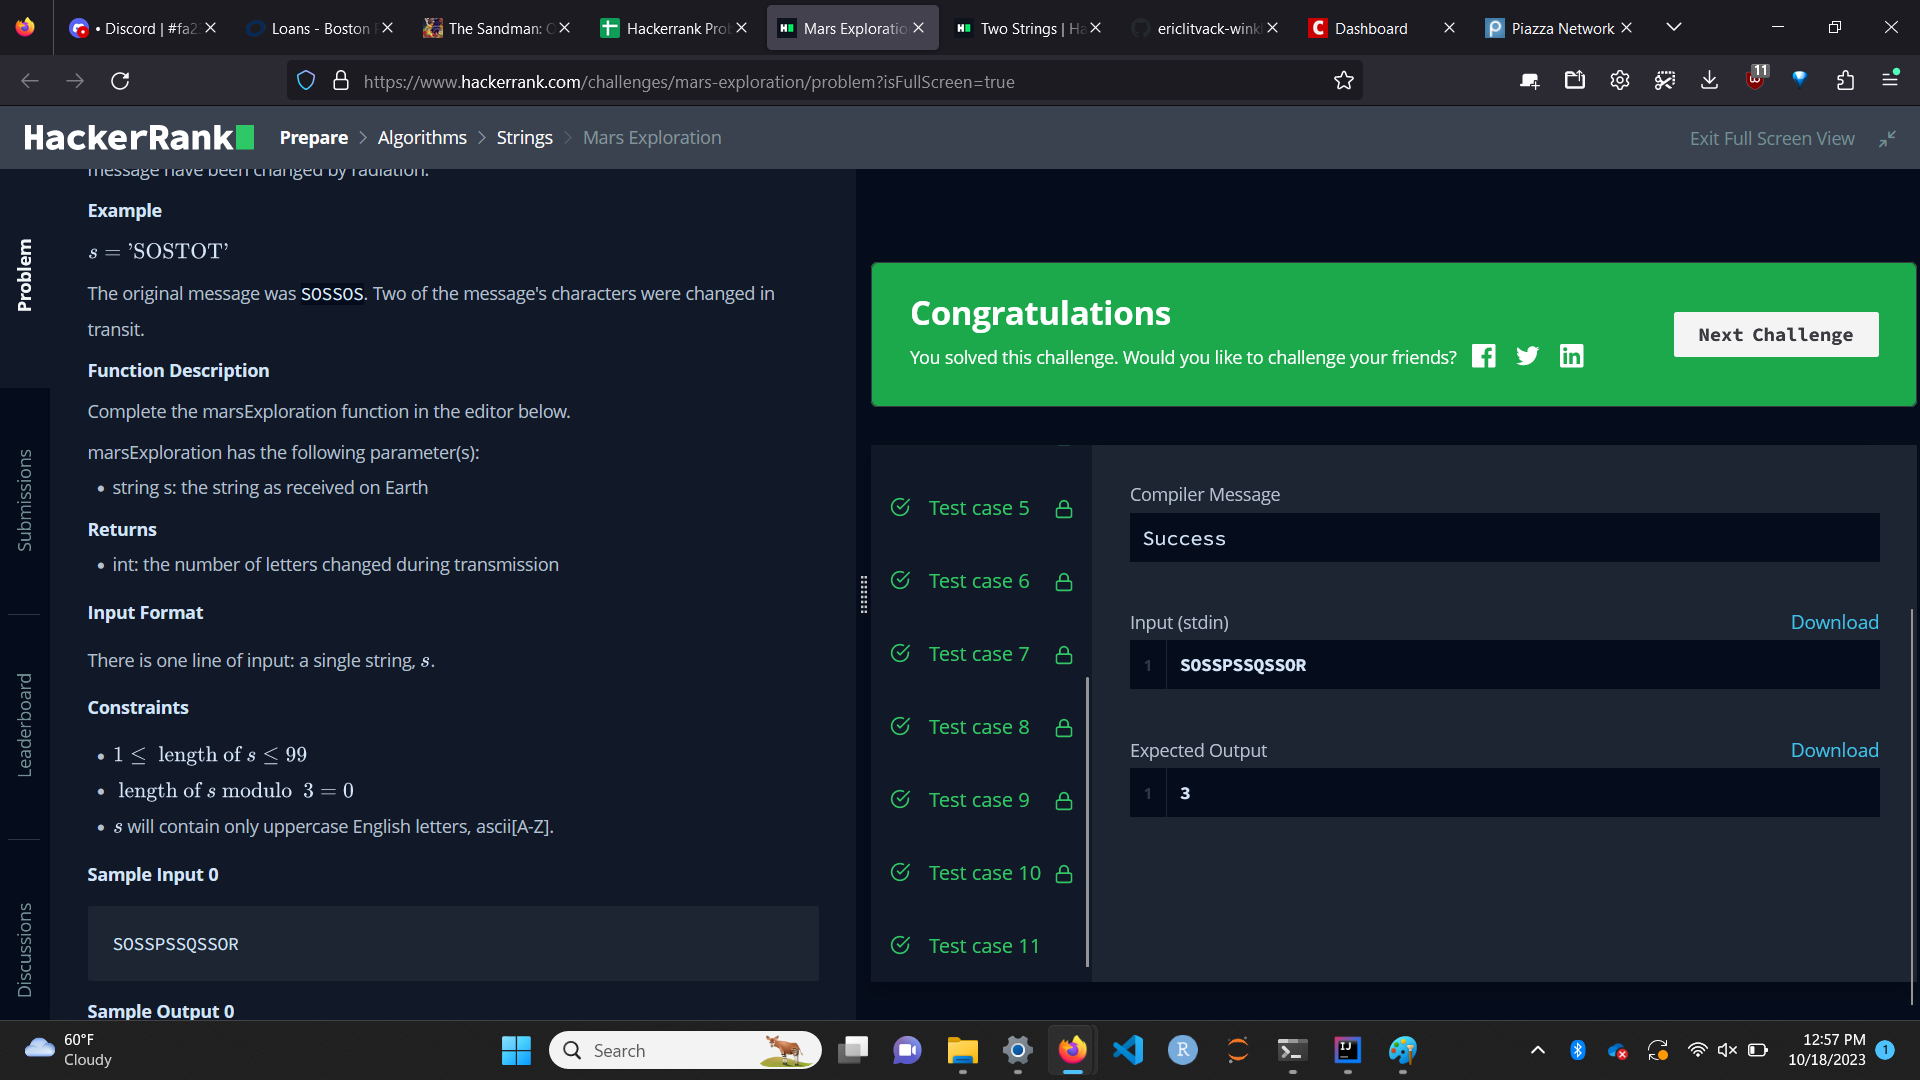 • Discord | #fa2
Loans - Boston
The Sandman: O
Hackerrank Pro
Mars Exploratio
Two Strings | Ha
ericlitvack-wink
Dashboard
Piazza Network
https://www.hackerrank.com/challenges/mars-exploration/problem?isFullScreen=true
11
HackerRank
Prepare > Algorithms > Strings > Mars Exploration
Exit Full Screen View
Problem
Submissions
Leaderboard
Discussions
message have been changed by radiation.
Example
s = 'SOSTOT'
The original message was SOSSOS. Two of the message's characters were changed in
transit.
Function Description
Complete the marsExploration function in the editor below.
marsExploration has the following parameter(s):
• string s: the string as received on Earth
Returns
• int: the number of letters changed during transmission
Input Format
There is one line of input: a single string, s.
Constraints
• 1 ≤ length of s ≤ 99
• length of s modulo 3 = 0
• s will contain only uppercase English letters, ascii[A-Z].
Sample Input 0
SOSSPSSQSSOR
Sample Output 0
Congratulations
You solved this challenge. Would you like to challenge your friends?
Next Challenge
Test case 5
Test case 6
Test case 7
Test case 8
Test case 9
Test case 10
Test case 11
Compiler Message
Success
Input (stdin)
Download
1 SOSSPSSQSSOR
Expected Output
Download
1 3
60°F
Cloudy
Search
12:57 PM
10/18/2023
1